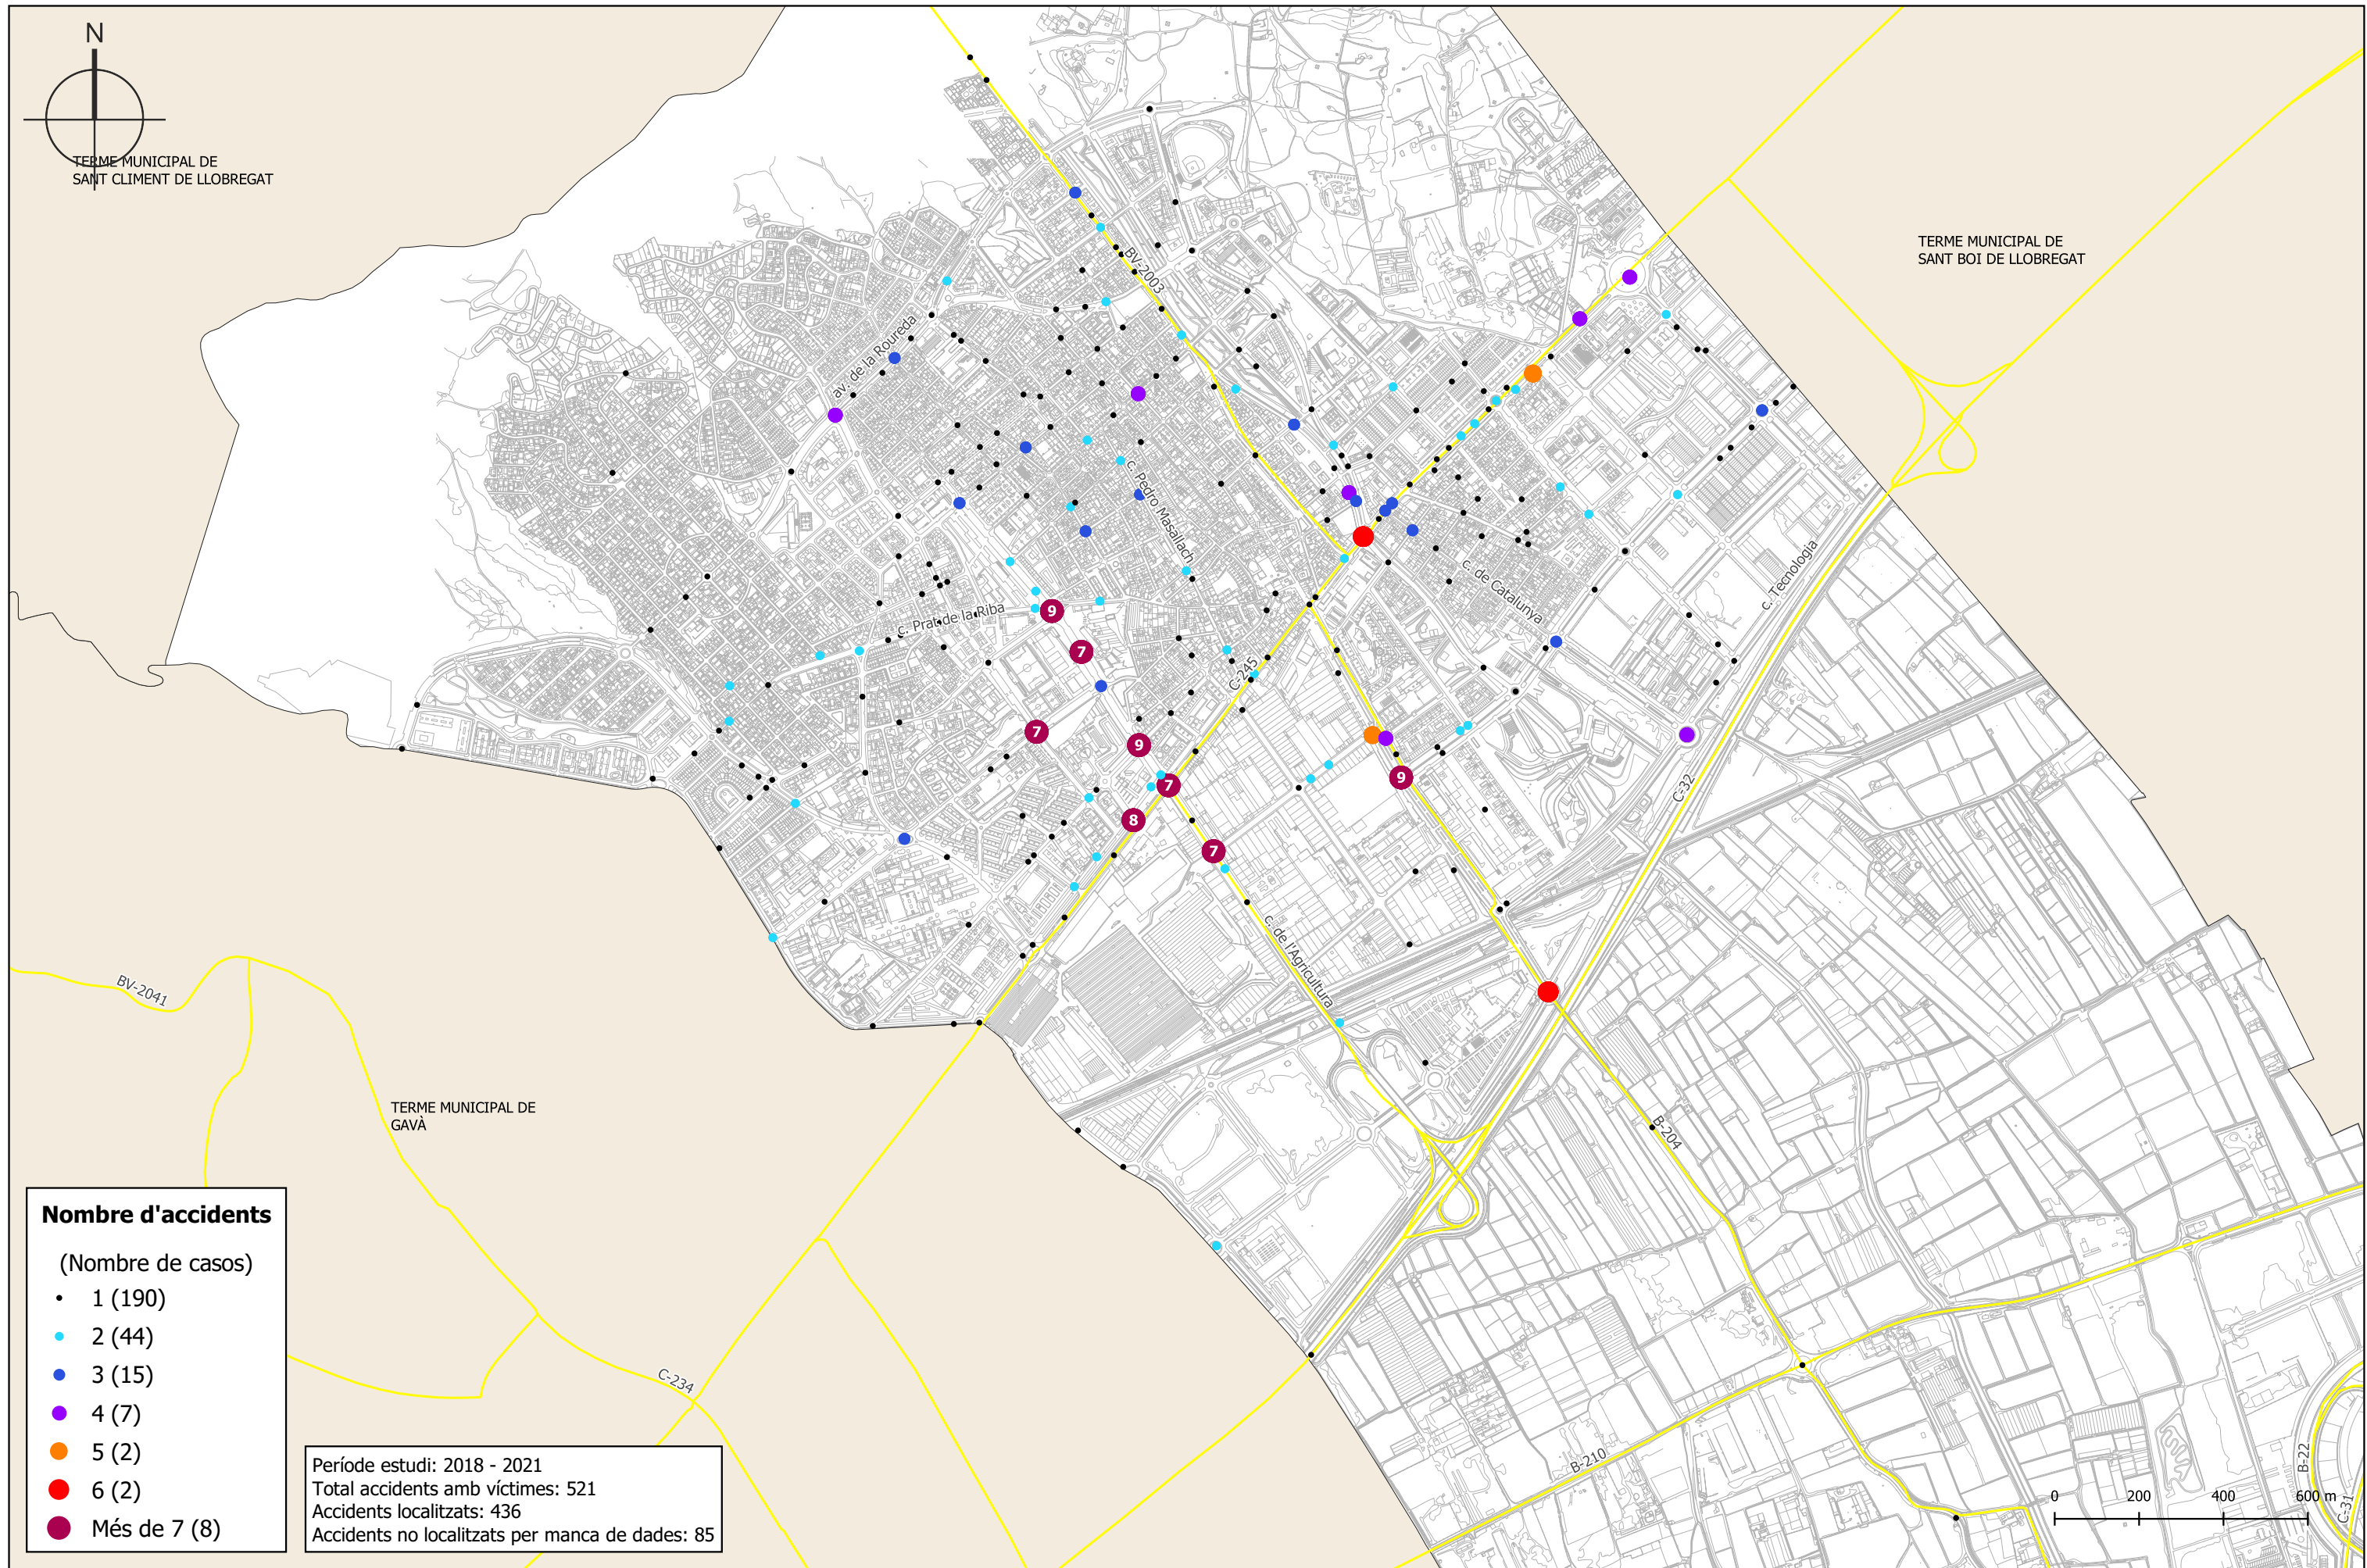 N
TERME MUNICIPAL DE
SANT CLIMENT DE LLOBREGAT
TERME MUNICIPAL DE
SANT BOI DE LLOBREGAT
BV-2003
av. de la Roureda
c. Pedro Masallach
c. de Catalunya
c. Tecnologia
c. Prat de la Riba
9
7
C-245
7
9
7
9
C-32
8
7
c. de l'Agricultura
BV-2041
TERME MUNICIPAL DE
GAVÀ
B-204
C-234
B-210
B-22
C-31
Nombre d'accidents
(Nombre de casos)
1 (190)
2 (44)
3 (15)
4 (7)
5 (2)
6 (2)
Més de 7 (8)
Període estudi: 2018 - 2021
Total accidents amb víctimes: 521
Accidents localitzats: 436
Accidents no localitzats per manca de dades: 85
0 200 400 600 m